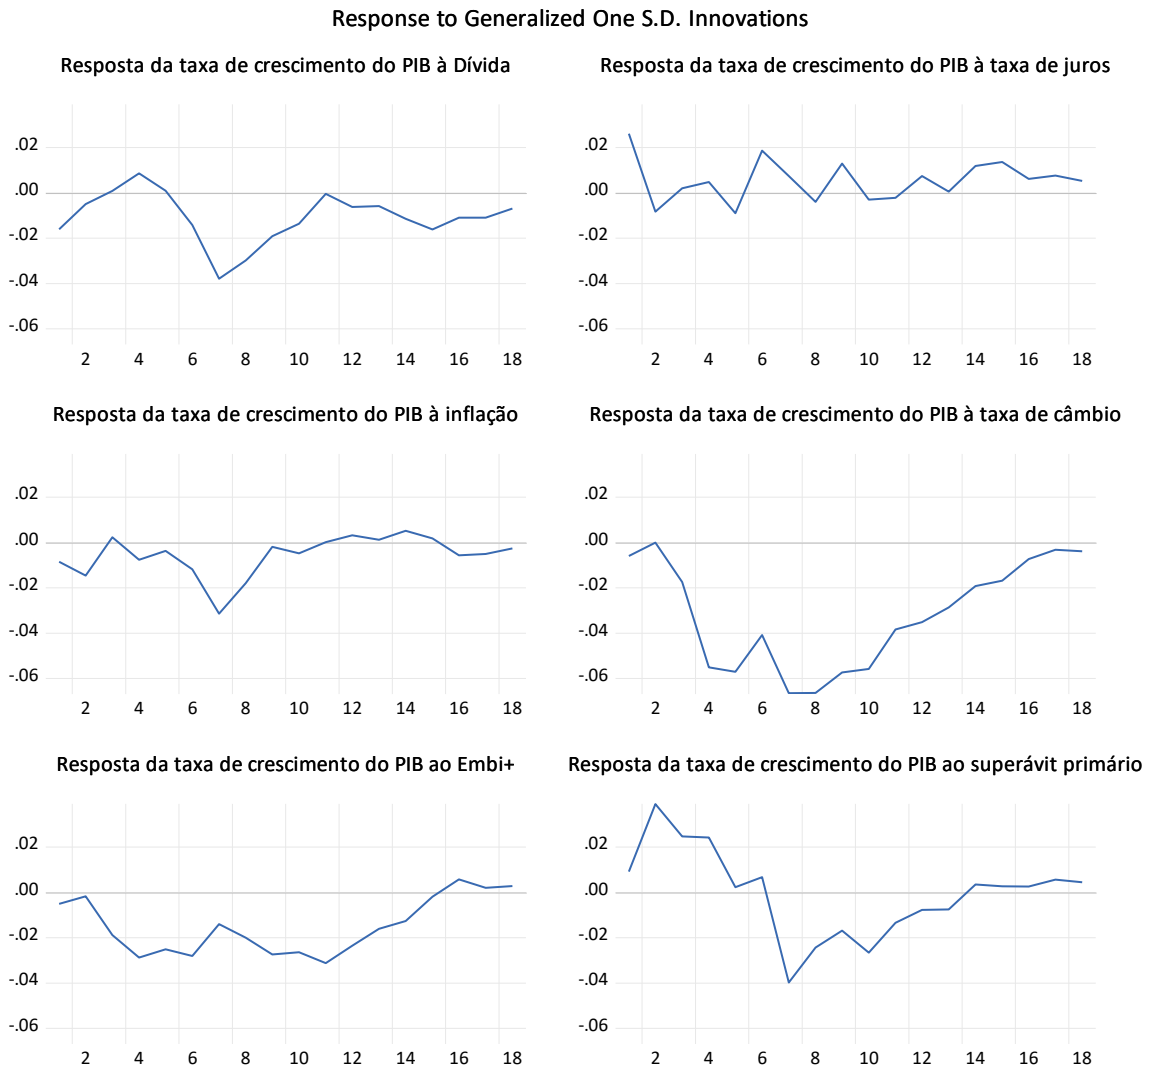 Response to Generalized One S.D. Innovations
Resposta da taxa de crescimento do PIB à Dívida
.02
.00
-.02
-.04
-.06
2 4 6 8 10 12 14 16 18
Resposta da taxa de crescimento do PIB à taxa de juros
.02
.00
-.02
-.04
-.06
2 4 6 8 10 12 14 16 18
Resposta da taxa de crescimento do PIB à inflação
.02
.00
-.02
-.04
-.06
2 4 6 8 10 12 14 16 18
Resposta da taxa de crescimento do PIB à taxa de câmbio
.02
.00
-.02
-.04
-.06
2 4 6 8 10 12 14 16 18
Resposta da taxa de crescimento do PIB ao Embi+
.02
.00
-.02
-.04
-.06
2 4 6 8 10 12 14 16 18
Resposta da taxa de crescimento do PIB ao superávit primário
.02
.00
-.02
-.04
-.06
2 4 6 8 10 12 14 16 18